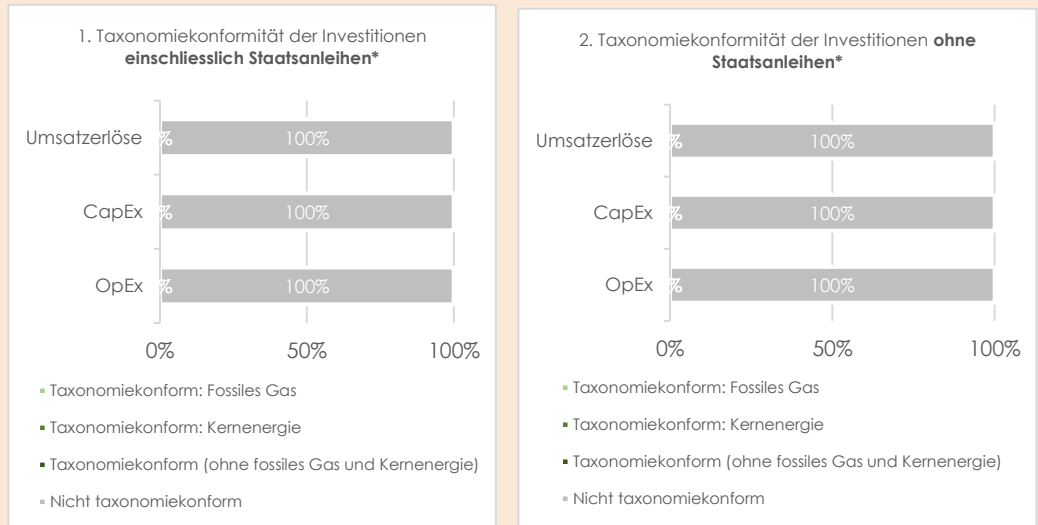 1. Taxonomiekonformität der Investitionen
einschliesslich Staatsanleihen*
Umsatzerlöse
% 100%
CapEx
% 100%
OpEx
% 100%
0% 50% 100%
Taxonomiekonform: Fossiles Gas
Taxonomiekonform: Kernenergie
Taxonomiekonform (ohne fossiles Gas und Kernenergie)
Nicht taxonomiekonform
2. Taxonomiekonformität der Investitionen ohne
Staatsanleihen*
Umsatzerlöse
% 100%
CapEx
% 100%
OpEx
% 100%
0% 50% 100%
Taxonomiekonform: Fossiles Gas
Taxonomiekonform: Kernenergie
Taxonomiekonform (ohne fossiles Gas und Kernenergie)
Nicht taxonomiekonform